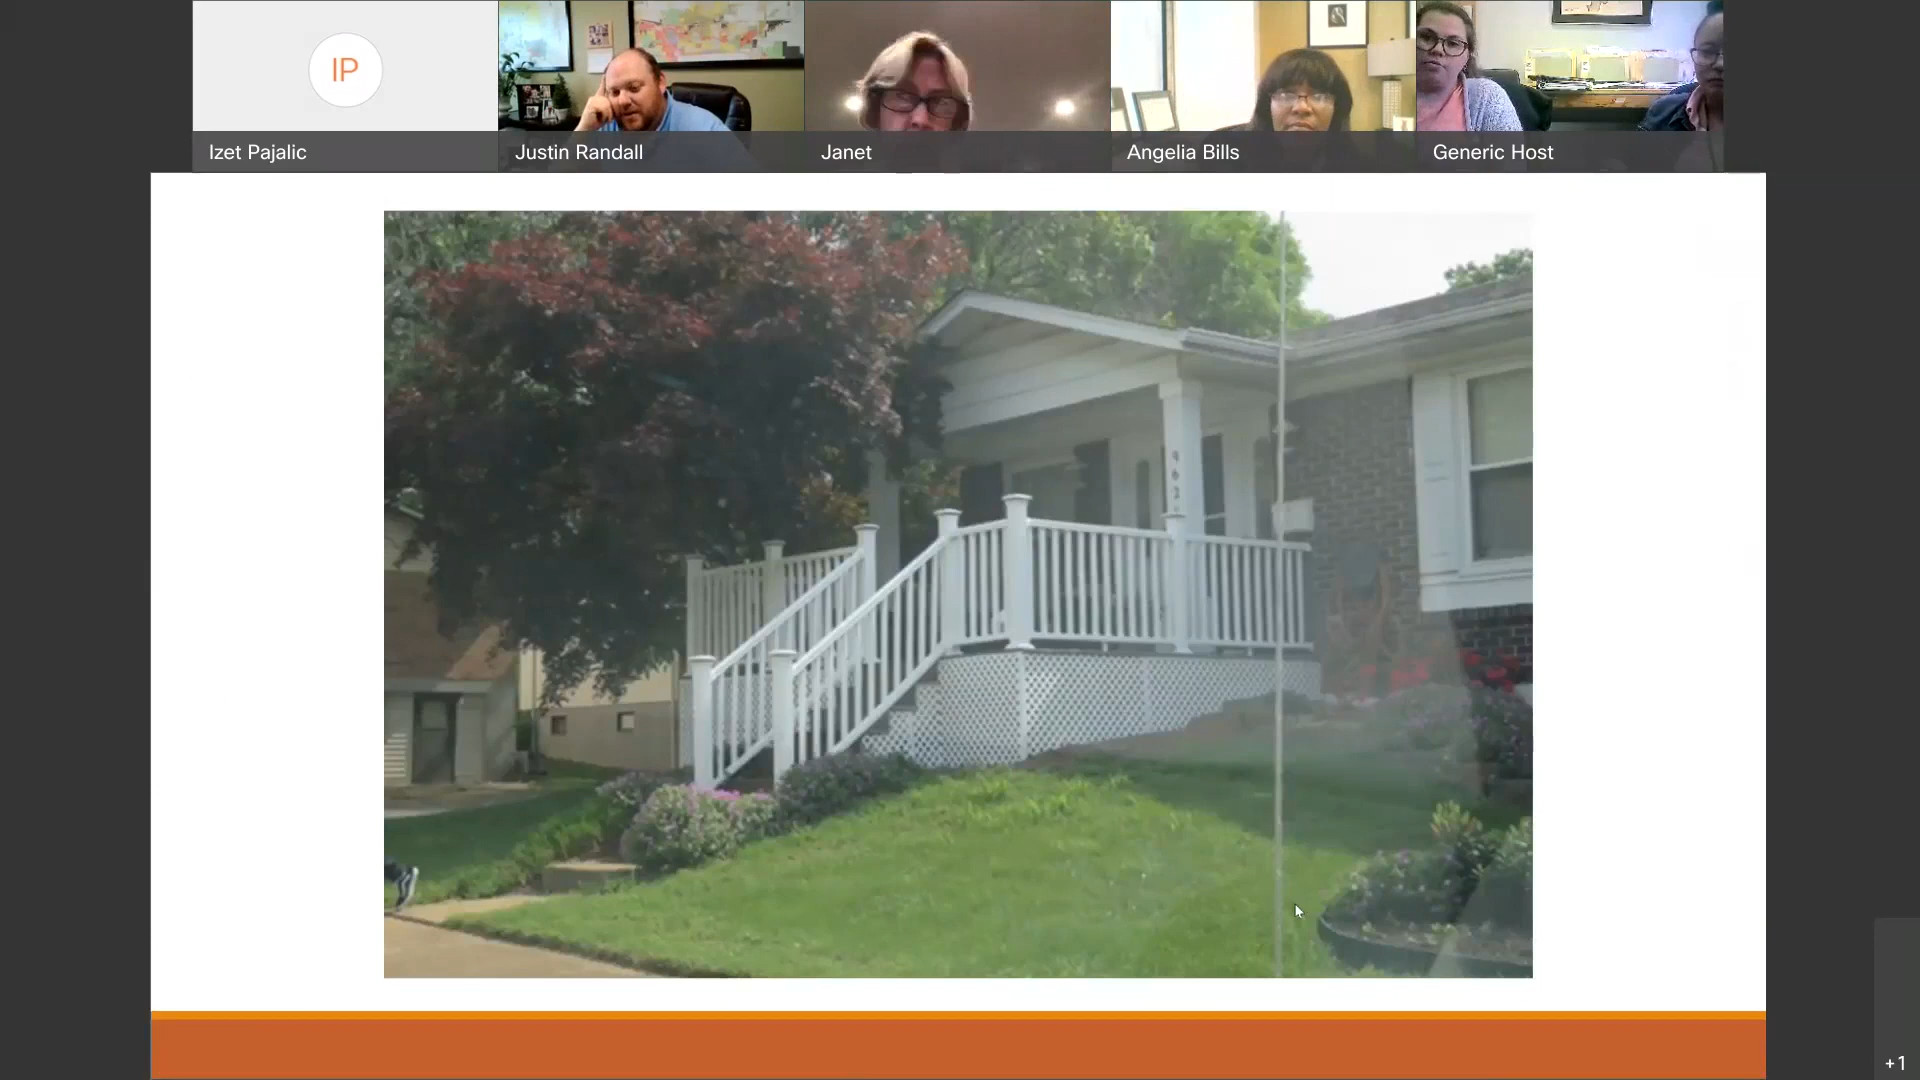 IP
Izet Pajalic
Justin Randall
Janet
Angelia Bills
Generic Host
+1